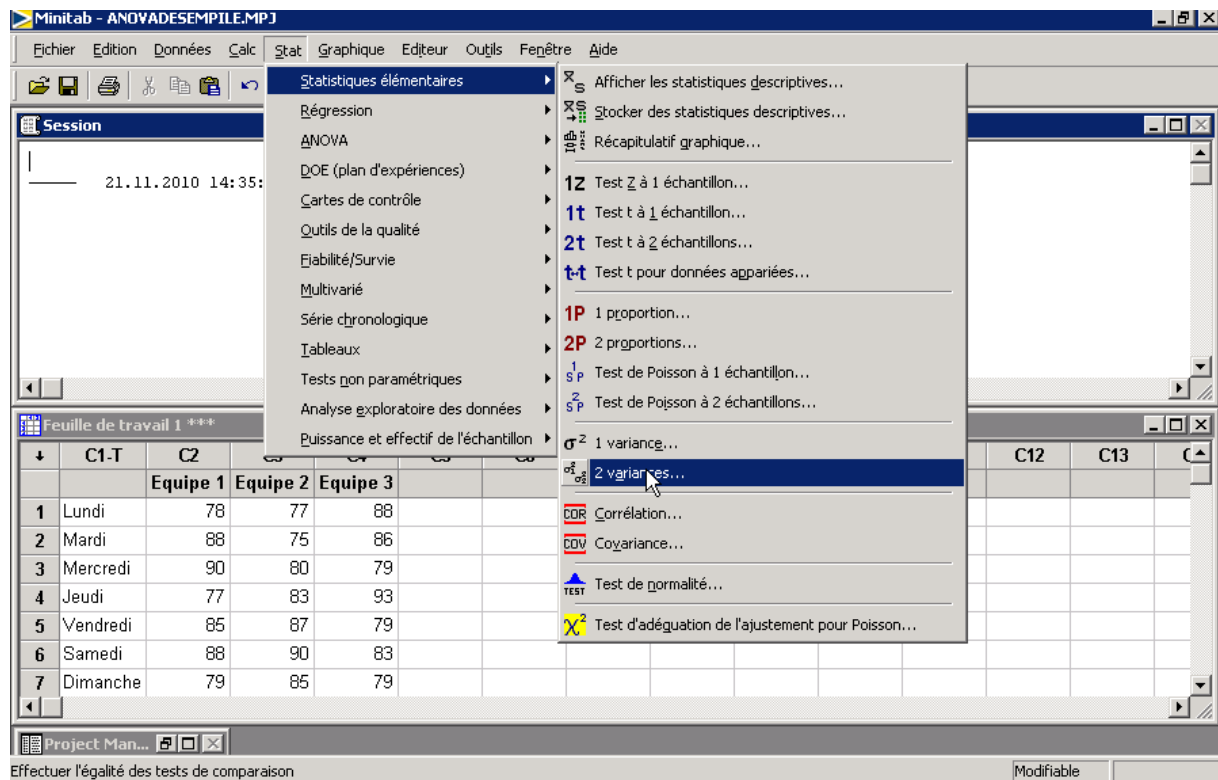 Minitab - ANOVADESEMPILE.MPJ
Fichier Edition Données Calc Stat Graphique Editeur Outils Fenêtre Aide
Statistiques élémentaires
Régression
ANOVA
DOE (plan d'expériences)
Cartes de contrôle
Outils de la qualité
Fiabilité/Survie
Multivarié
Série chronologique
Tableaux
Tests non paramétriques
Analyse exploratoire des données
Puissance et effectif de l'échantillon
Afficher les statistiques descriptives...
Stocker des statistiques descriptives...
Récapitulatif graphique...
1Z Test Z à 1 échantillon...
1t Test t à 1 échantillon...
2t Test t à 2 échantillons...
t-t Test t pour données appariées...
1P 1 proportion...
2P 2 proportions...
1 S P Test de Poisson à 1 échantillon...
2 S P Test de Poisson à 2 échantillons...
σ² 1 variance...
2 variances...
COR Corrélation...
COV Covariance...
TEST Test de normalité...
χ² Test d'adéquation de l'ajustement pour Poisson...
Session
21.11.2010 14:35:
Feuille de travail 1 ***
C1-T C2 C12 C13
Equipe 1 Equipe 2 Equipe 3
1 Lundi 78 77 88
2 Mardi 88 75 86
3 Mercredi 90 80 79
4 Jeudi 77 83 93
5 Vendredi 85 87 79
6 Samedi 88 90 83
7 Dimanche 79 85 79
Project Man...
Effectuer l'égalité des tests de comparaison
Modifiable